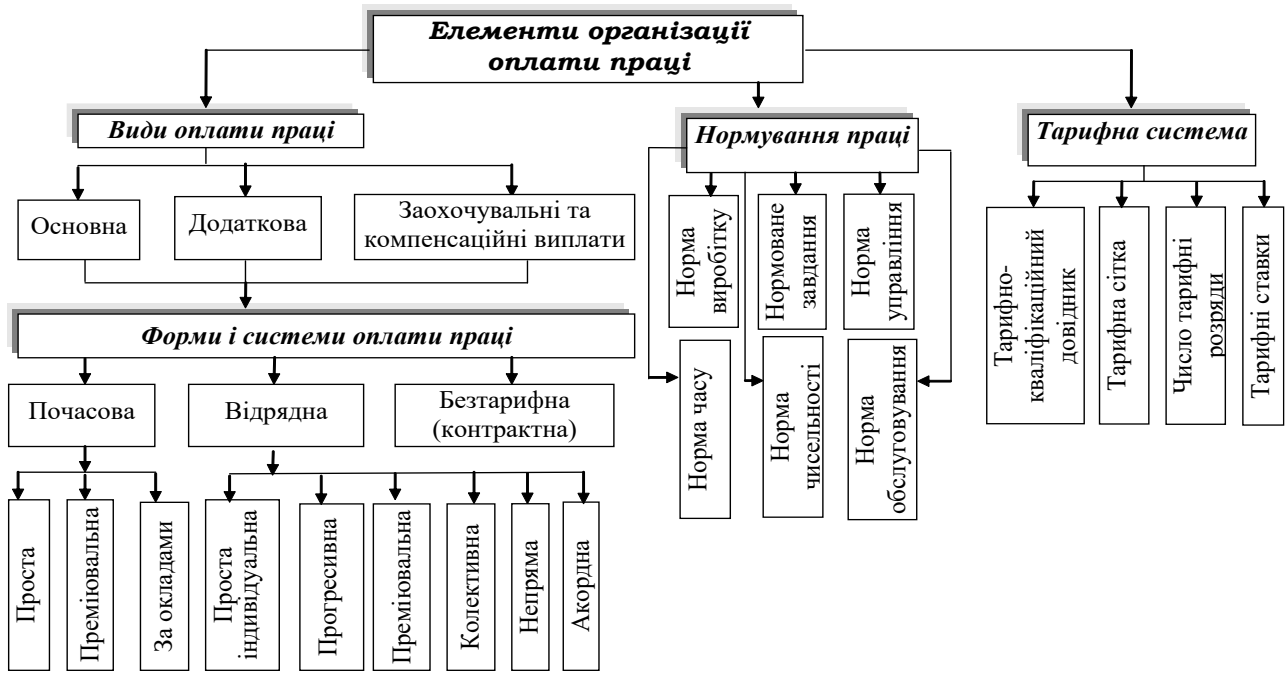 Елементи організації
оплати праці
Види оплати праці
Нормування праці
Тарифна система
Основна
Додаткова
Заохочувальні та
компенсаційні виплати
Норма
виробітку
Нормоване
завдання
Норма
управління
Тарифно-
кваліфікаційний
довідник
Тарифна сітка
Число тарифні
розряди
Тарифні ставки
Форми і системи оплати праці
Почасова
Відрядна
Безтарифна
(контрактна)
Норма часу
Норма
чисельності
Норма
обслуговування
Проста
Преміювальна
За окладами
Проста
індивідуальна
Прогресивна
Преміювальна
Колективна
Непряма
Акордна